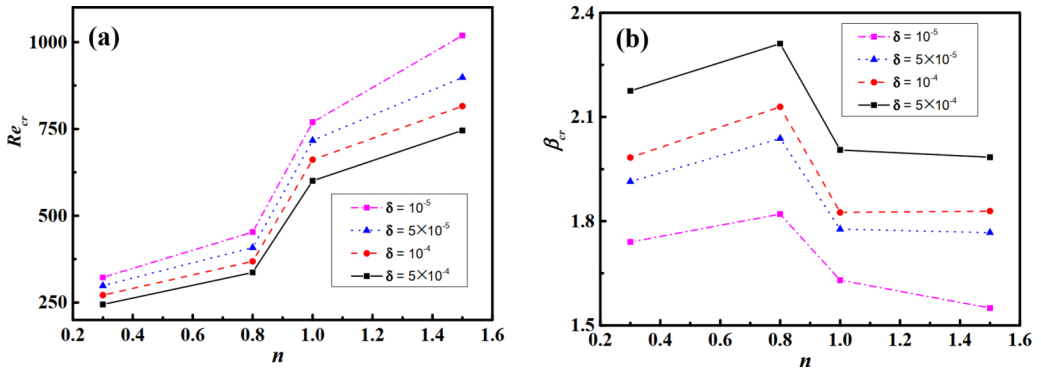 (a)
1000
750
500
250
Re_cr
δ = 10^-5
δ = 5×10^-5
δ = 10^-4
δ = 5×10^-4
0.2 0.4 0.6 0.8 1.0 1.2 1.4 1.6
n
(b)
2.4
2.1
1.8
1.5
β_cr
δ = 10^-5
δ = 5×10^-5
δ = 10^-4
δ = 5×10^-4
0.2 0.4 0.6 0.8 1.0 1.2 1.4 1.6
n